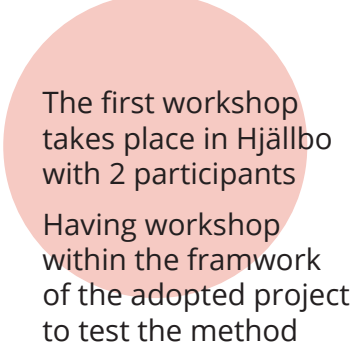 The first workshop
takes place in Hjällbo
with 2 participants
Having workshop
within the framwork
of the adopted project
to test the method